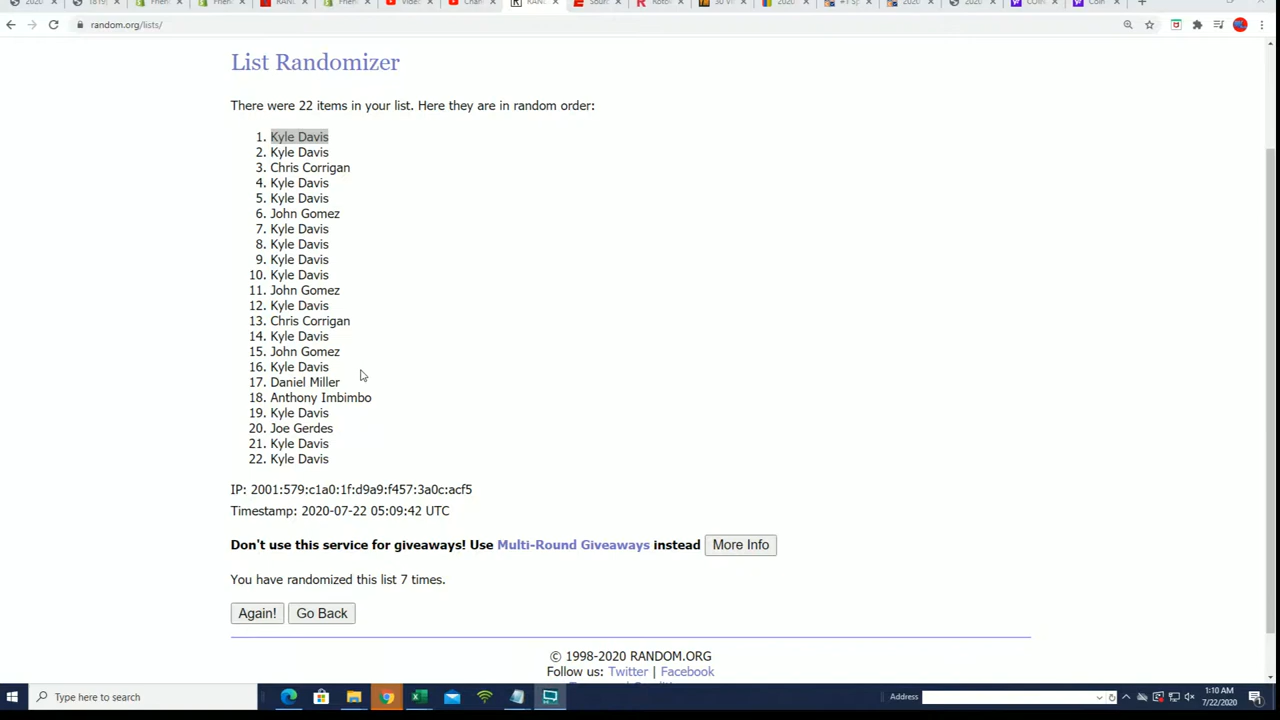 random.org/lists/
List Randomizer
There were 22 items in your list. Here they are in random order:
1. Kyle Davis
2. Kyle Davis
3. Chris Corrigan
4. Kyle Davis
5. Kyle Davis
6. John Gomez
7. Kyle Davis
8. Kyle Davis
9. Kyle Davis
10. Kyle Davis
11. John Gomez
12. Kyle Davis
13. Chris Corrigan
14. Kyle Davis
15. John Gomez
16. Kyle Davis
17. Daniel Miller
18. Anthony Imbimbo
19. Kyle Davis
20. Joe Gerdes
21. Kyle Davis
22. Kyle Davis
IP: 2001:579:c1a0:1f:d9a9:f457:3a0c:acf5
Timestamp: 2020-07-22 05:09:42 UTC
Don't use this service for giveaways! Use Multi-Round Giveaways instead More Info
You have randomized this list 7 times.
Again! Go Back
© 1998-2020 RANDOM.ORG
Follow us: Twitter | Facebook
Type here to search Address 1:10 AM
7/22/2020